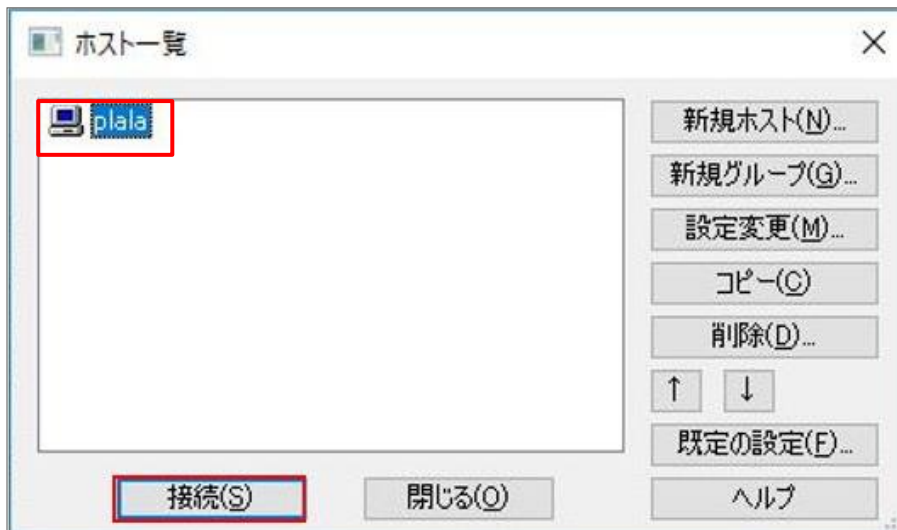 ホスト一覧
plala
新規ホスト(N)...
新規グループ(G)...
設定変更(M)...
コピー(C)
削除(D)...
↑ ↓
既定の設定(F)...
接続(S) 閉じる(O) ヘルプ